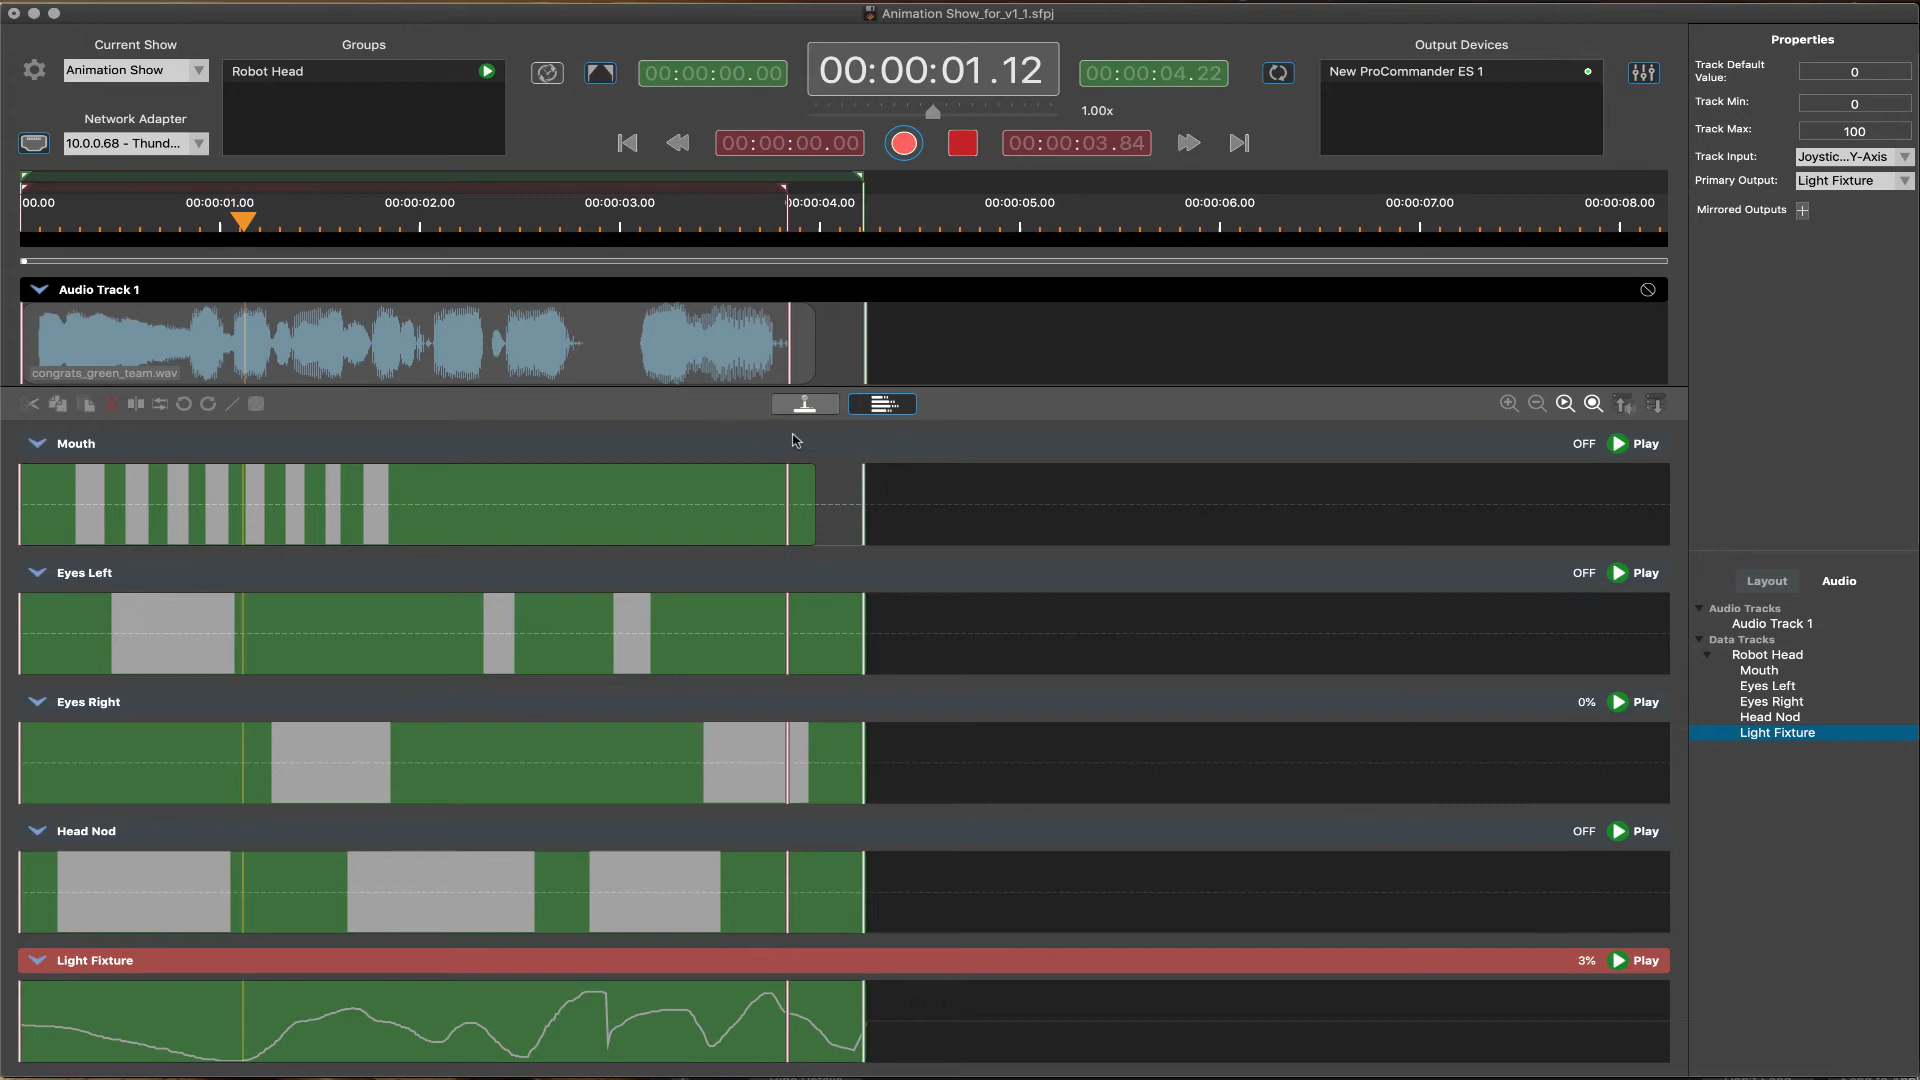 Animation Show_for_v1_1.sfpj
Current Show
Groups
Output Devices
Properties
Animation Show
Robot Head
00:00:00.00
00:00:01.12
00:00:04.22
New ProCommander ES 1
Track Default Value:
0
Track Min:
0
1.00x
Network Adapter
10.0.0.68 - Thund...
00:00:00.00
00:00:03.84
Track Max:
100
Track Input:
Joystic...Y-Axis
Primary Output:
Light Fixture
Mirrored Outputs
00.00
00:00:01.00
00:00:02.00
00:00:03.00
00:00:04.00
00:00:05.00
00:00:06.00
00:00:07.00
00:00:08.00
Audio Track 1
congrats_green_team.wav
Mouth
OFF
Play
Eyes Left
OFF
Play
Eyes Right
0%
Play
Head Nod
OFF
Play
Light Fixture
3%
Play
Layout
Audio
Audio Tracks
Audio Track 1
Data Tracks
Robot Head
Mouth
Eyes Left
Eyes Right
Head Nod
Light Fixture